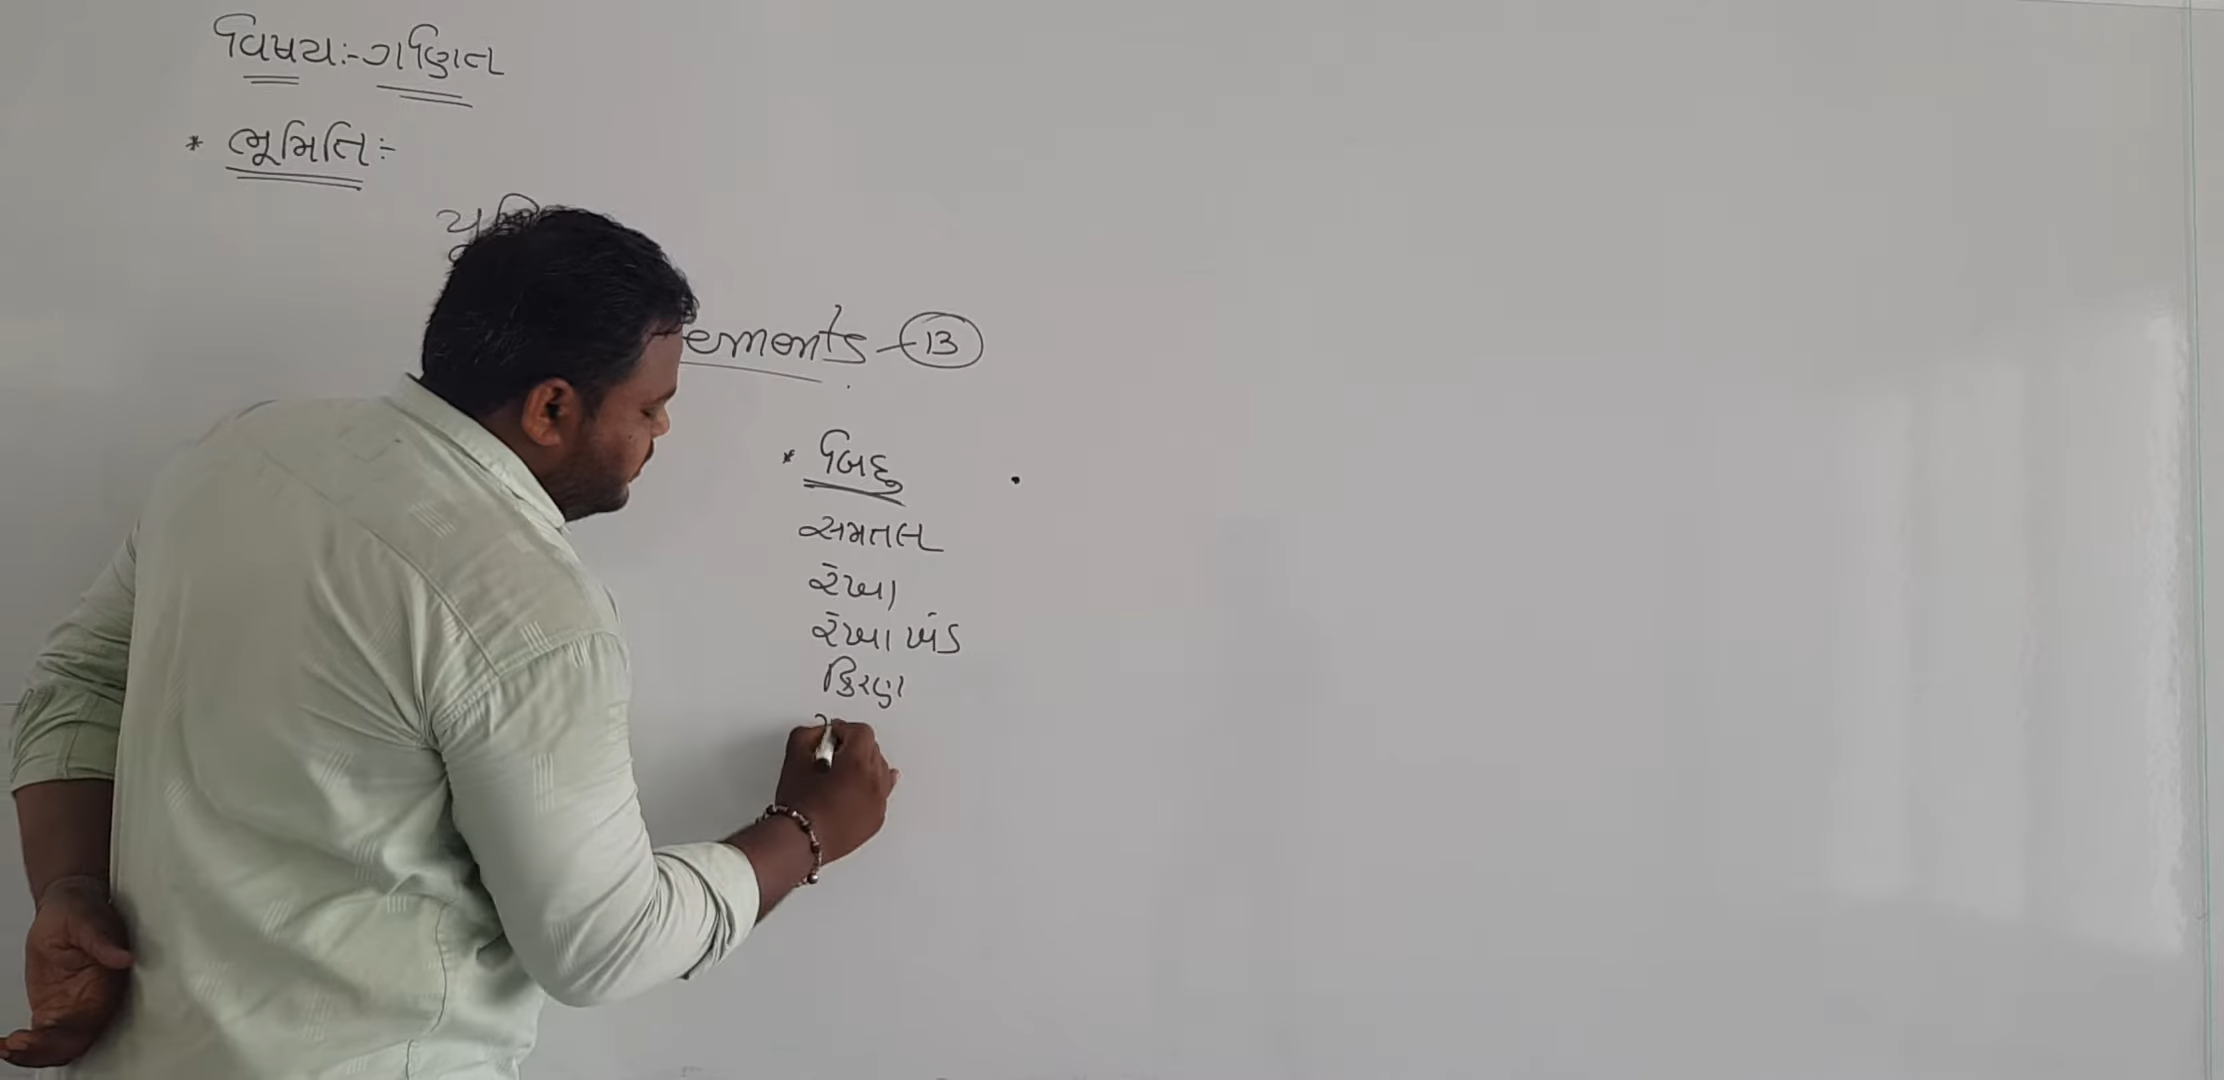 વિષય:- ગણિત
* ભૂમિતિ:-
ements - 13
* બિંદુ
સમતલ
રેખા
રેખાખંડ
કિરણ